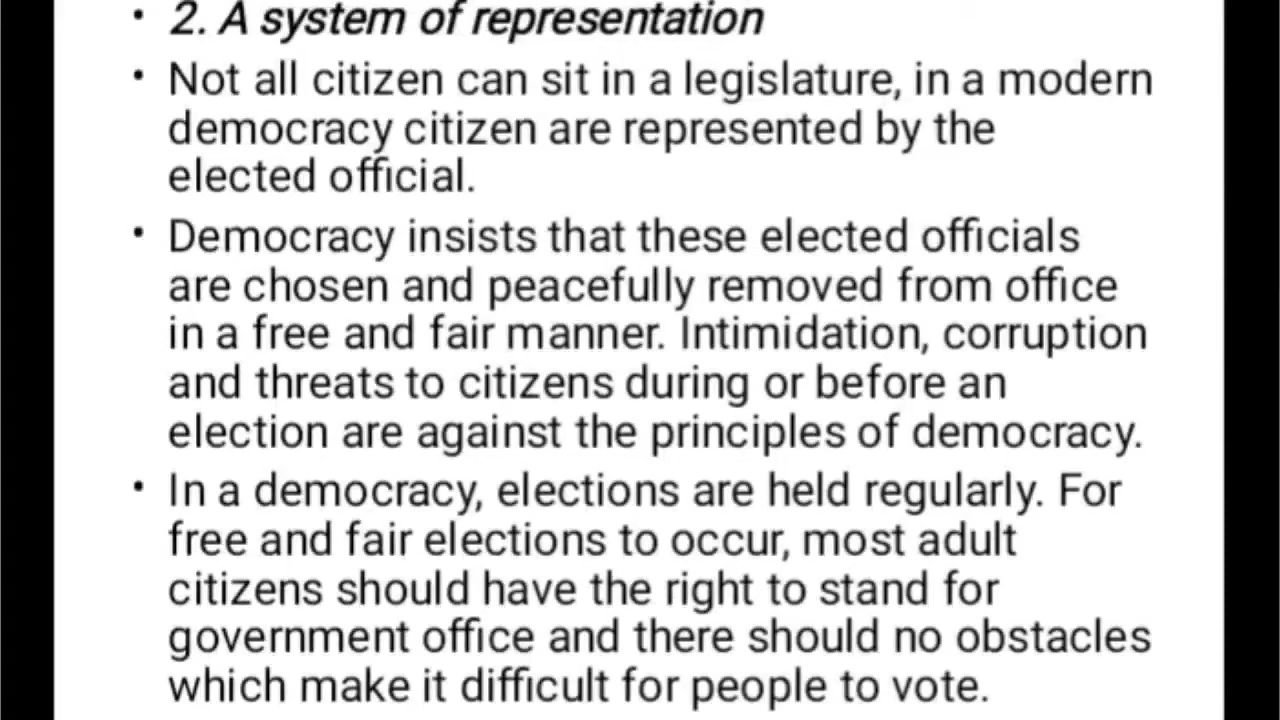 • 2. A system of representation
• Not all citizen can sit in a legislature, in a modern
democracy citizen are represented by the
elected official.
• Democracy insists that these elected officials
are chosen and peacefully removed from office
in a free and fair manner. Intimidation, corruption
and threats to citizens during or before an
election are against the principles of democracy.
• In a democracy, elections are held regularly. For
free and fair elections to occur, most adult
citizens should have the right to stand for
government office and there should no obstacles
which make it difficult for people to vote.